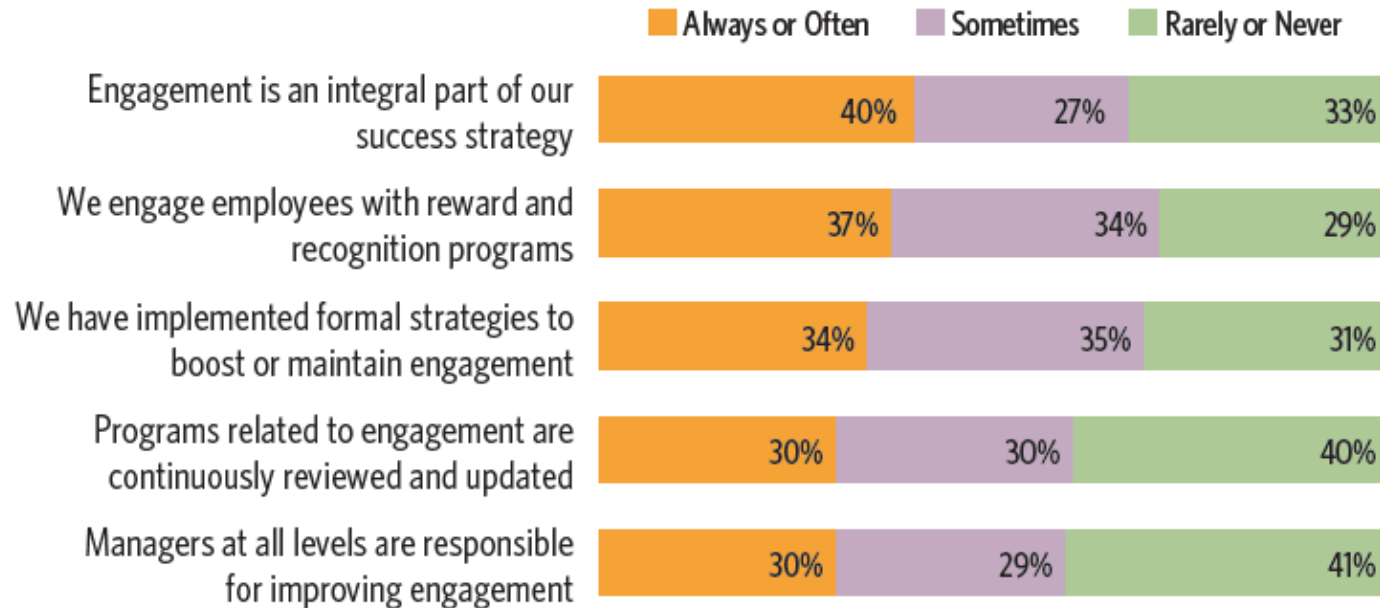 Always or Often Sometimes Rarely or Never
Engagement is an integral part of our
success strategy
40% 27% 33%
We engage employees with reward and
recognition programs
37% 34% 29%
We have implemented formal strategies to
boost or maintain engagement
34% 35% 31%
Programs related to engagement are
continuously reviewed and updated
30% 30% 40%
Managers at all levels are responsible
for improving engagement
30% 29% 41%